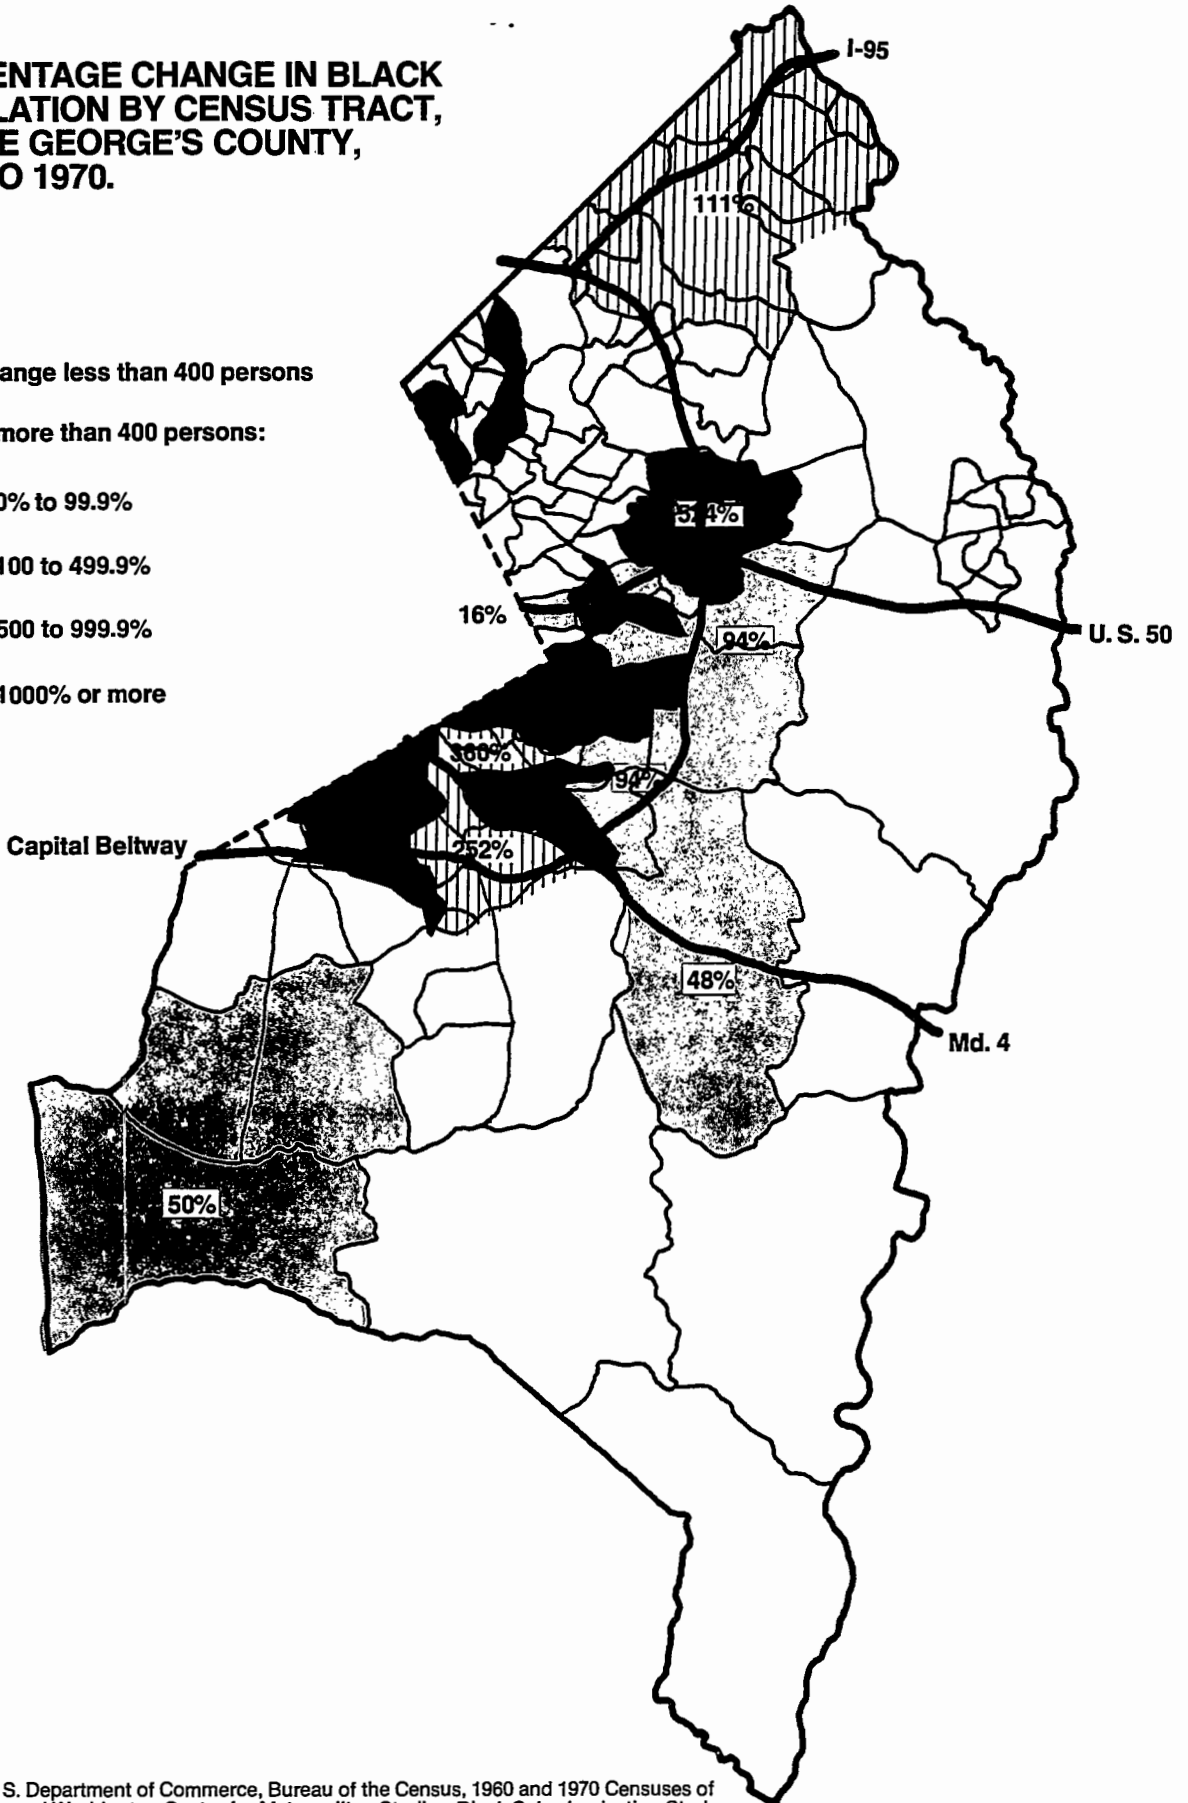 ENTAGE CHANGE IN BLACK
LATION BY CENSUS TRACT,
E GEORGE'S COUNTY,
O 1970.
I-95
111%
ange less than 400 persons
more than 400 persons:
0% to 99.9%
514%
100 to 499.9%
16%
500 to 999.9%
U. S. 50
94%
1000% or more
360%
94%
Capital Beltway
252%
48%
Md. 4
50%
S. Department of Commerce, Bureau of the Census, 1960 and 1970 Censuses of